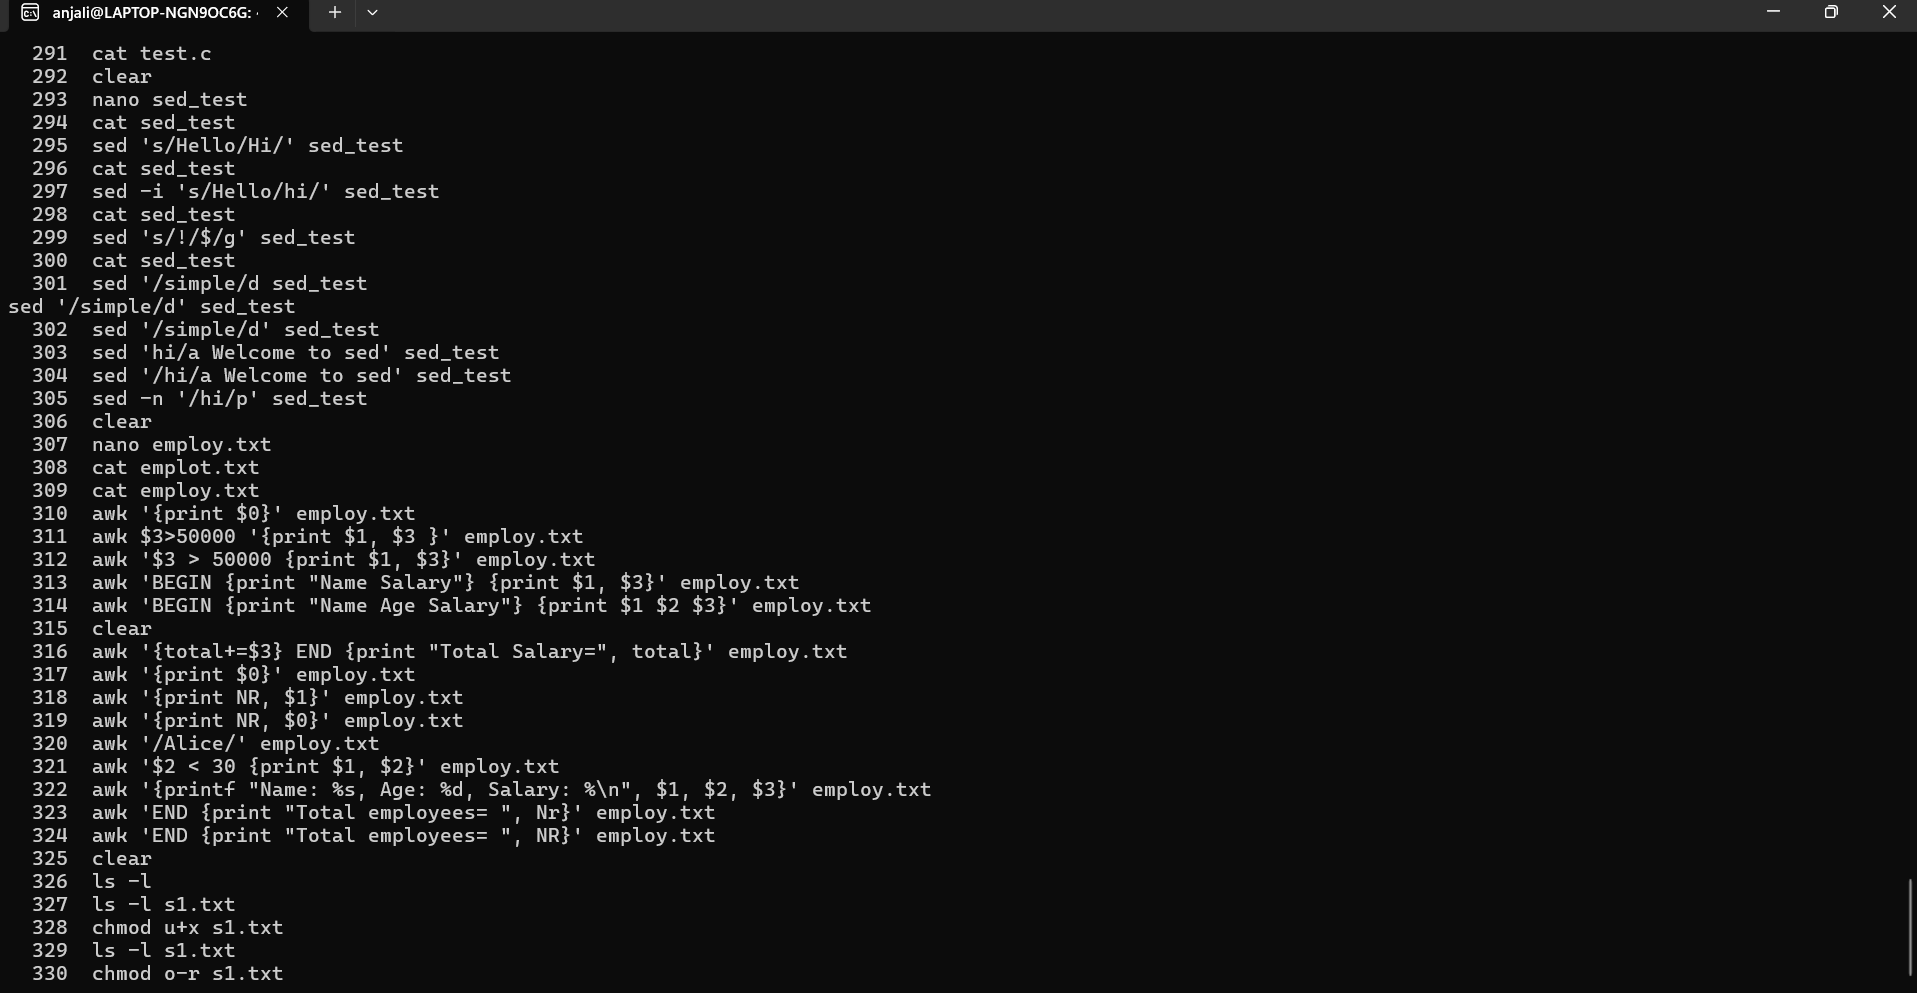 anjali@LAPTOP-NGN9OC6G:
291  cat test.c
292  clear
293  nano sed_test
294  cat sed_test
295  sed 's/Hello/Hi/' sed_test
296  cat sed_test
297  sed -i 's/Hello/hi/' sed_test
298  cat sed_test
299  sed 's/!/$/g' sed_test
300  cat sed_test
301  sed '/simple/d sed_test
sed '/simple/d' sed_test
302  sed '/simple/d' sed_test
303  sed 'hi/a Welcome to sed' sed_test
304  sed '/hi/a Welcome to sed' sed_test
305  sed -n '/hi/p' sed_test
306  clear
307  nano employ.txt
308  cat emplot.txt
309  cat employ.txt
310  awk '{print $0}' employ.txt
311  awk $3>50000 '{print $1, $3 }' employ.txt
312  awk '$3 > 50000 {print $1, $3}' employ.txt
313  awk 'BEGIN {print "Name Salary"} {print $1, $3}' employ.txt
314  awk 'BEGIN {print "Name Age Salary"} {print $1 $2 $3}' employ.txt
315  clear
316  awk '{total+=$3} END {print "Total Salary=", total}' employ.txt
317  awk '{print $0}' employ.txt
318  awk '{print NR, $1}' employ.txt
319  awk '{print NR, $0}' employ.txt
320  awk '/Alice/' employ.txt
321  awk '$2 < 30 {print $1, $2}' employ.txt
322  awk '{printf "Name: %s, Age: %d, Salary: %\n", $1, $2, $3}' employ.txt
323  awk 'END {print "Total employees= ", Nr}' employ.txt
324  awk 'END {print "Total employees= ", NR}' employ.txt
325  clear
326  ls -l
327  ls -l s1.txt
328  chmod u+x s1.txt
329  ls -l s1.txt
330  chmod o-r s1.txt